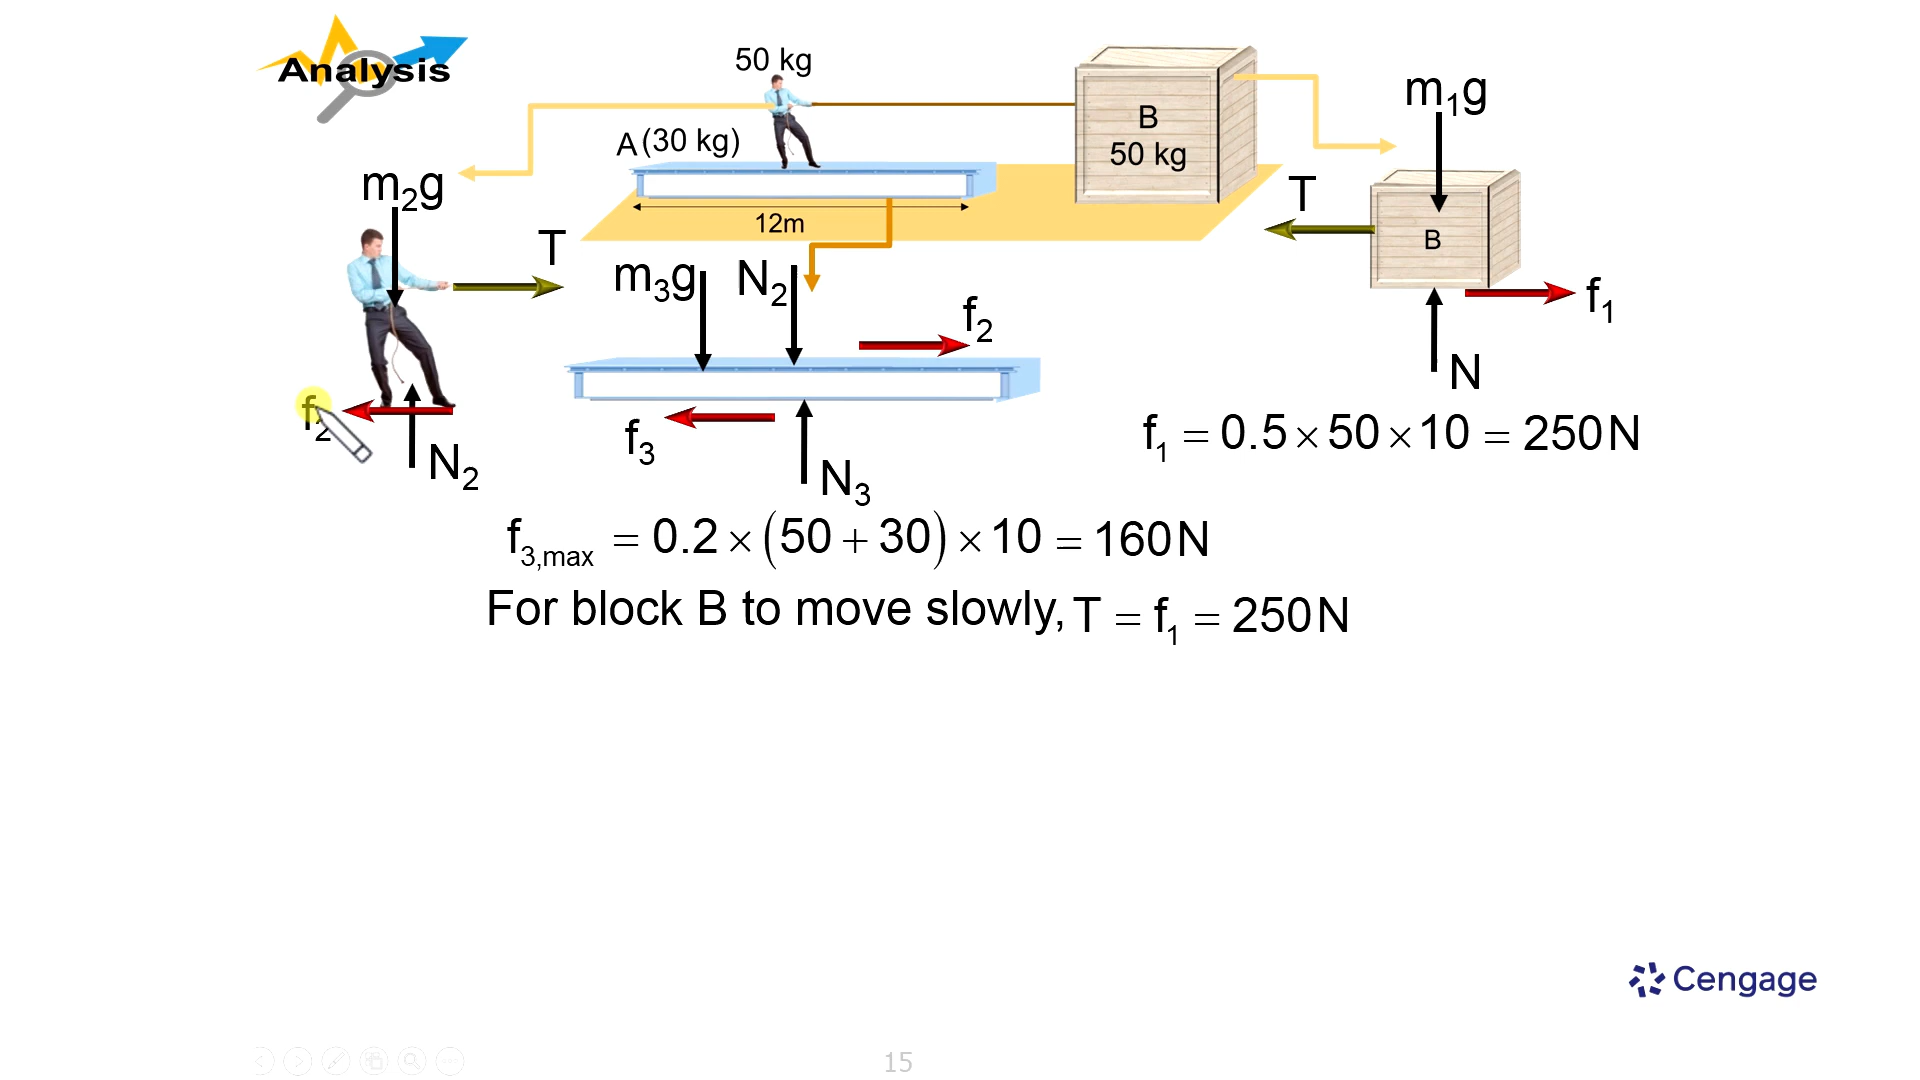 Analysis
50 kg
A (30 kg)
B
50 kg
12m
m₁g
T
B
f₁
N
m₂g
T
f₂
N₂
m₃g
N₂
f₂
f₃
N₃
f₁ = 0.5 × 50 × 10 = 250 N
f₃,max = 0.2 × (50 + 30) × 10 = 160 N
For block B to move slowly, T = f₁ = 250 N
Cengage
15